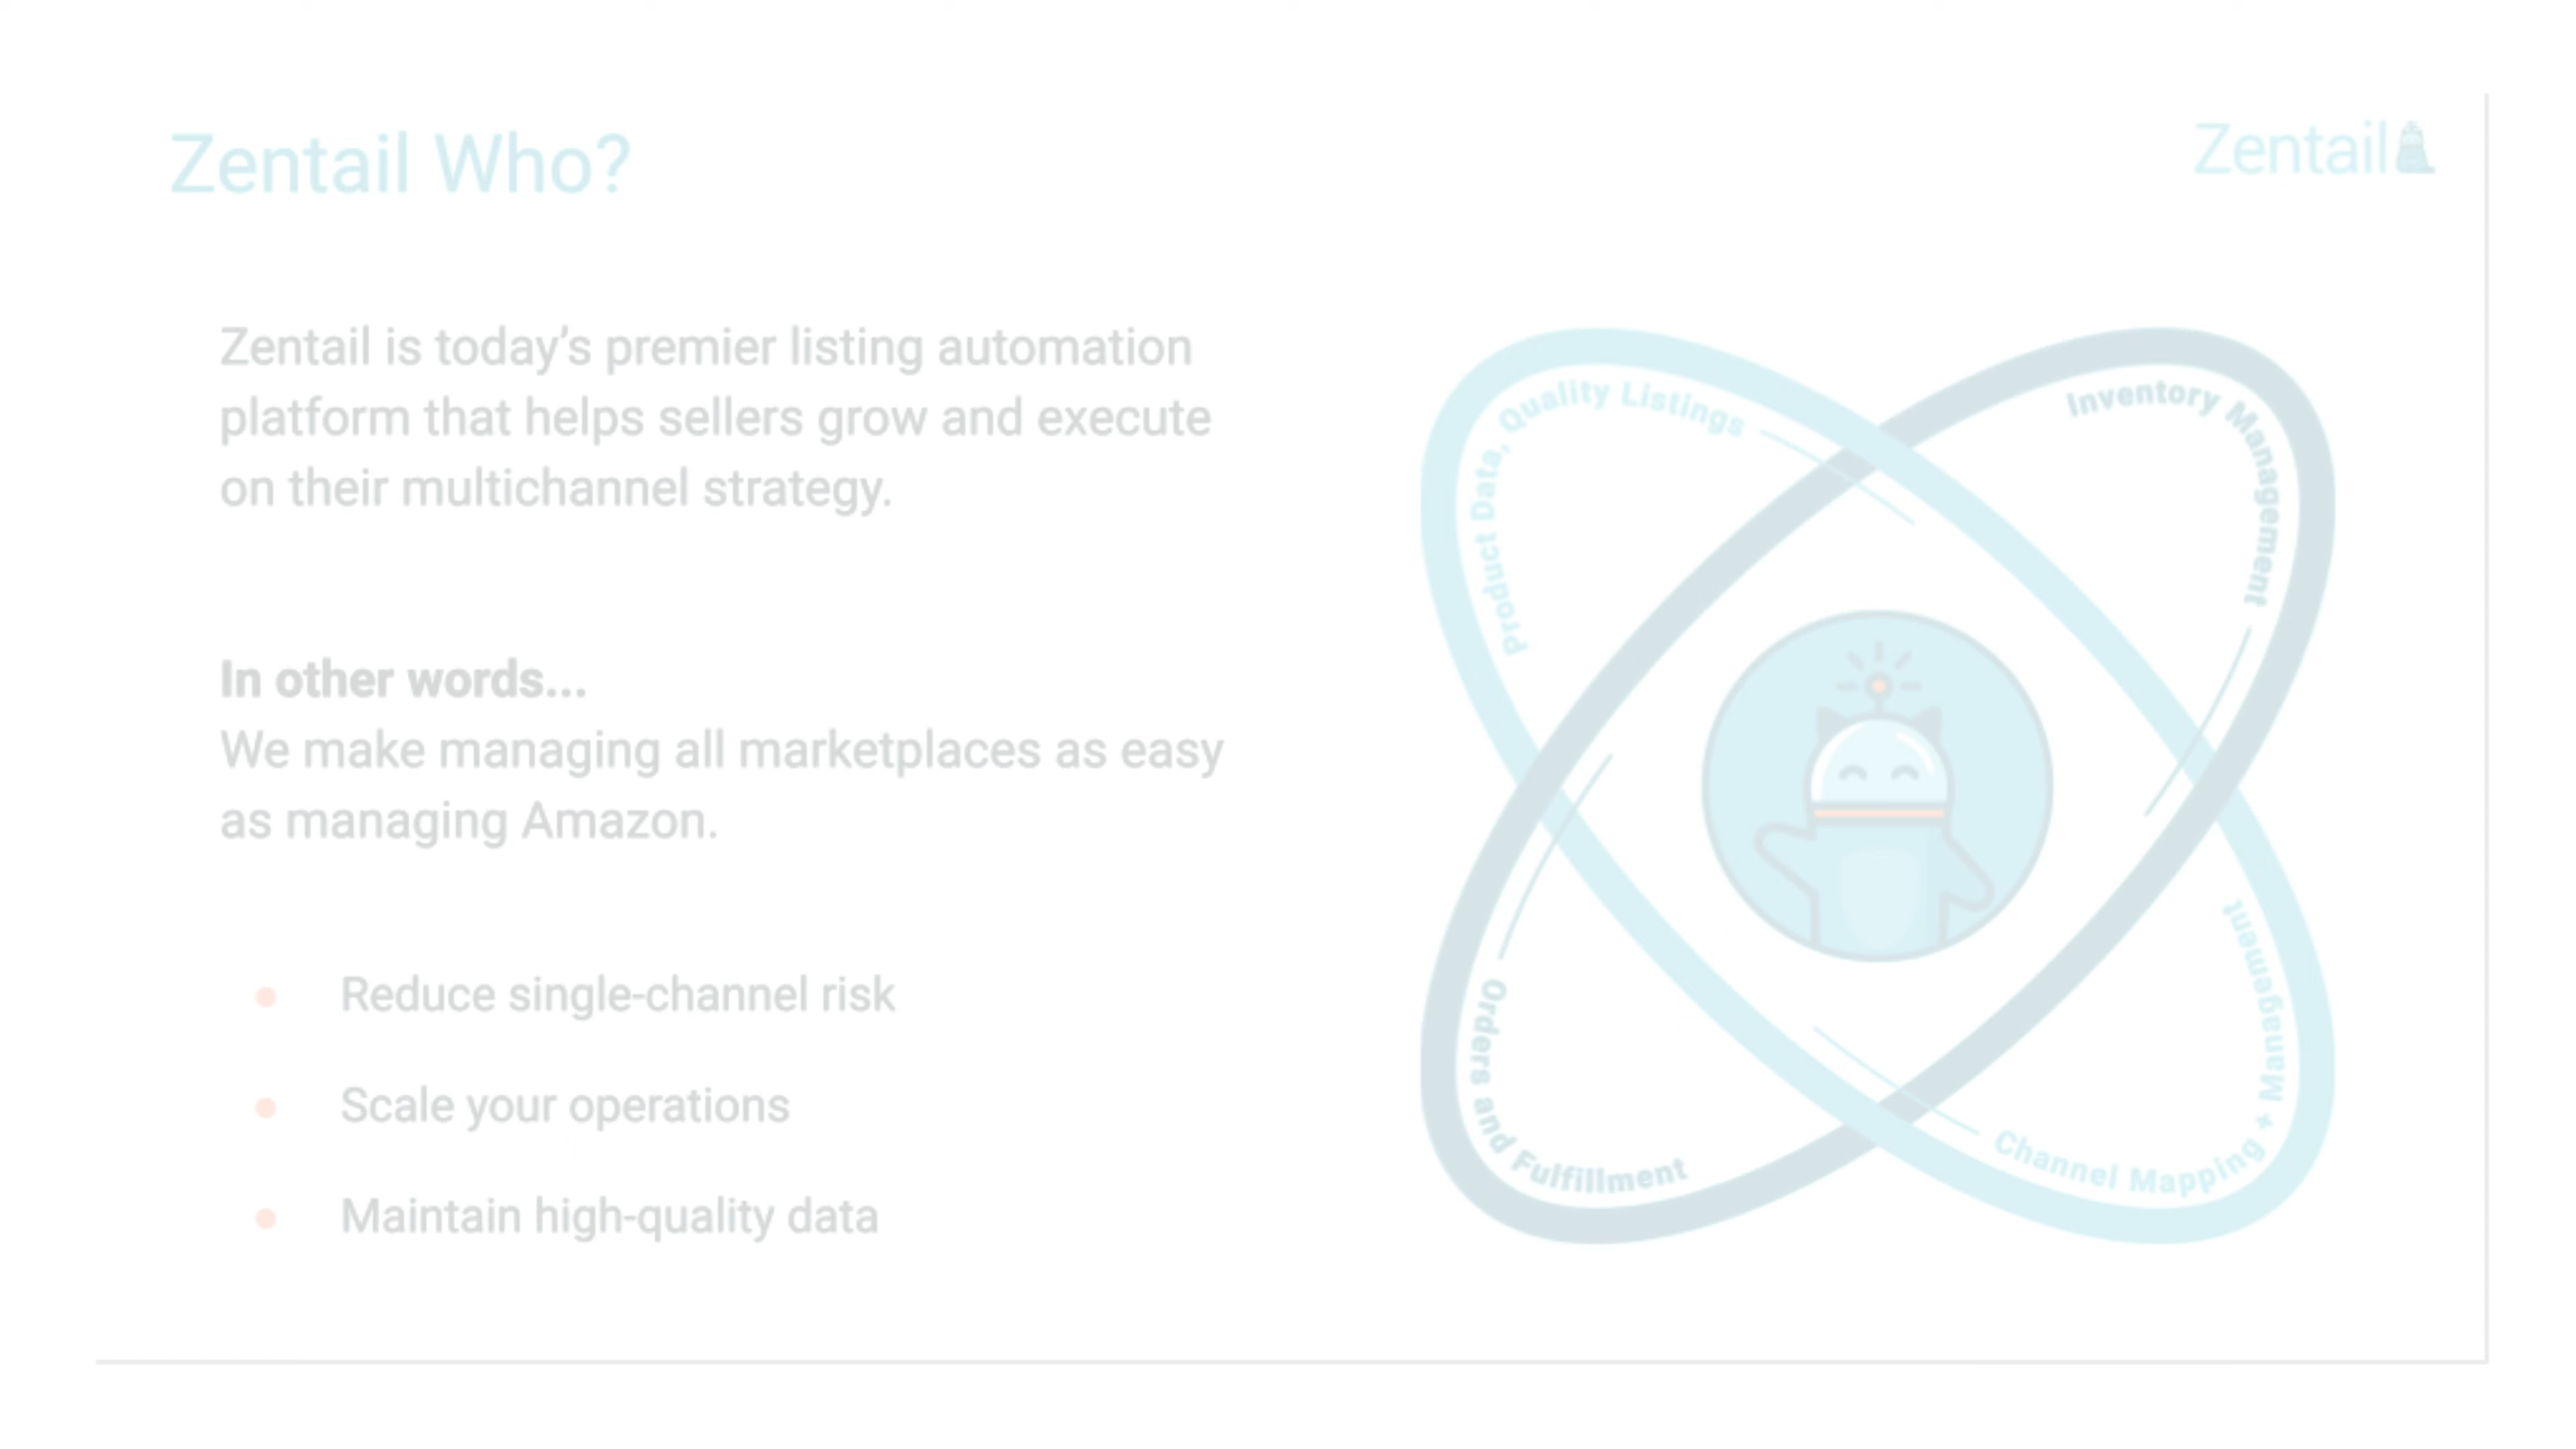 Zentail Who?
Zentail
Zentail is today’s premier listing automation
platform that helps sellers grow and execute
on their multichannel strategy.
In other words...
We make managing all marketplaces as easy
as managing Amazon.
Reduce single-channel risk
Scale your operations
Maintain high-quality data
Product Data, Quality Listings
Inventory Management
Orders and Fulfillment
Channel Mapping + Management